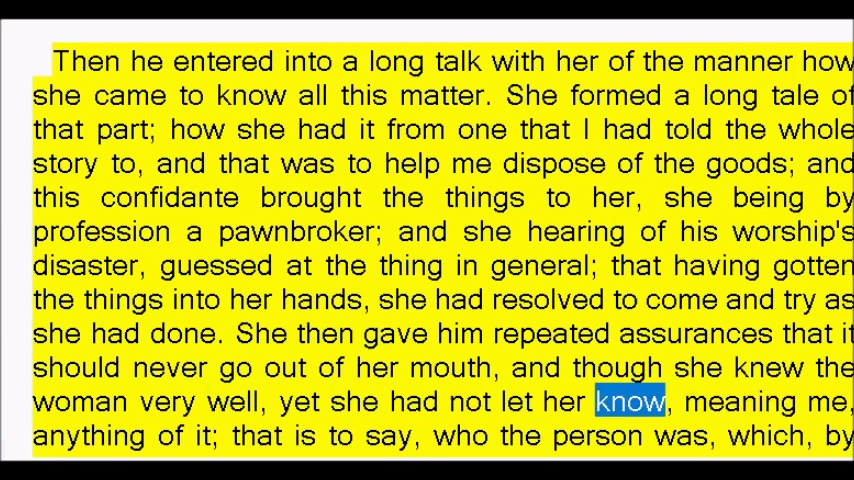 Then he entered into a long talk with her of the manner how
she came to know all this matter. She formed a long tale of
that part; how she had it from one that I had told the whole
story to, and that was to help me dispose of the goods; and
this confidante brought the things to her, she being by
profession a pawnbroker; and she hearing of his worship's
disaster, guessed at the thing in general; that having gotten
the things into her hands, she had resolved to come and try as
she had done. She then gave him repeated assurances that it
should never go out of her mouth, and though she knew the
woman very well, yet she had not let her know, meaning me,
anything of it; that is to say, who the person was, which, by